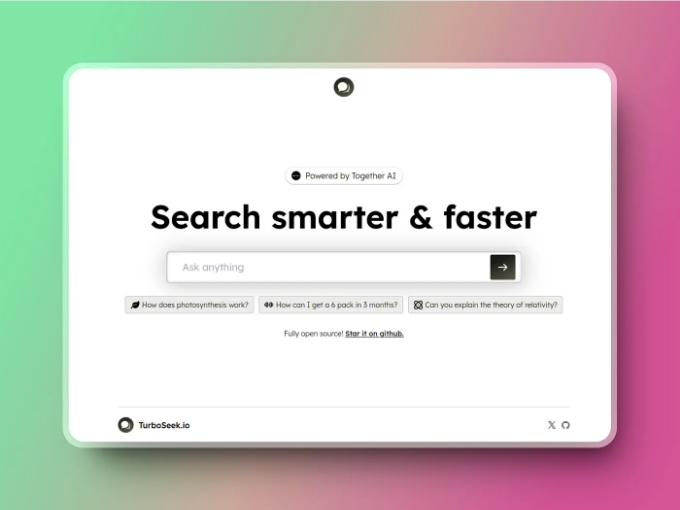 Powered by Together AI
Search smarter & faster
Ask anything
How does photosynthesis work? How can I get a 6 pack in 3 months? Can you explain the theory of relativity?
Fully open source! Star it on github.
TurboSeek.io